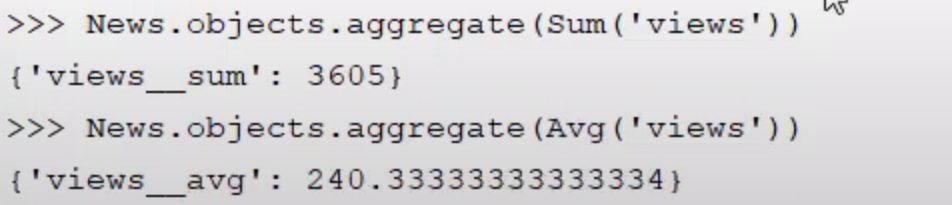 >>> News.objects.aggregate(Sum('views'))
{'views__sum': 3605}
>>> News.objects.aggregate(Avg('views'))
{'views__avg': 240.33333333333334}